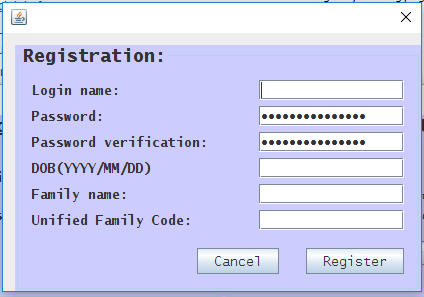 Registration:
Login name:
Password: •••••••••••••••
Password verification: •••••••••••••••
DOB(YYYY/MM/DD)
Family name:
Unified Family Code:
Cancel Register